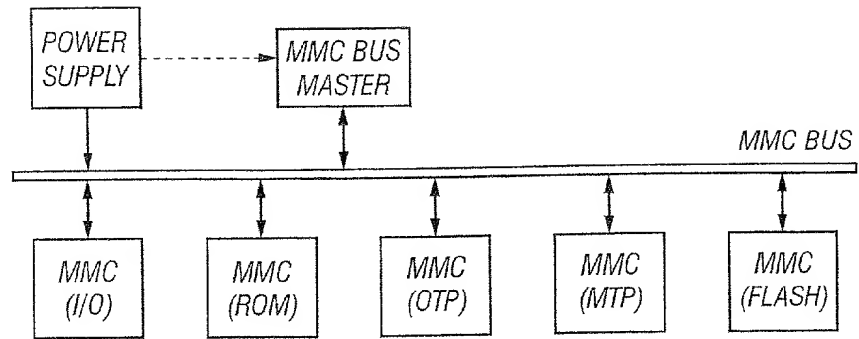 POWER
SUPPLY
MMC BUS
MASTER
MMC BUS
MMC
(I/O)
MMC
(ROM)
MMC
(OTP)
MMC
(MTP)
MMC
(FLASH)